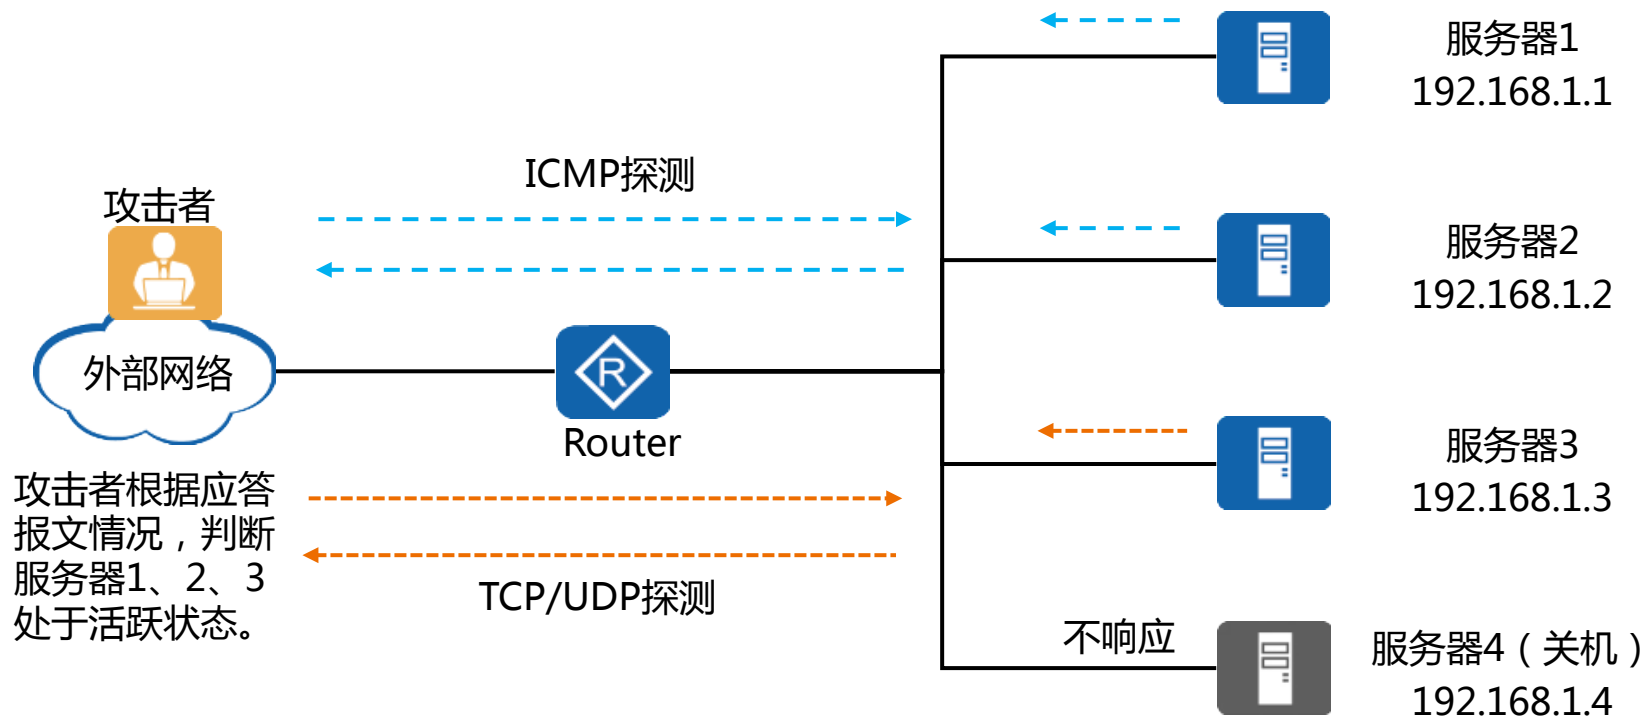 服务器1
192.168.1.1
ICMP探测
攻击者
服务器2
192.168.1.2
外部网络
R
Router
服务器3
192.168.1.3
攻击者根据应答
报文情况，判断
服务器1、2、3
处于活跃状态。
TCP/UDP探测
不响应
服务器4（关机）
192.168.1.4